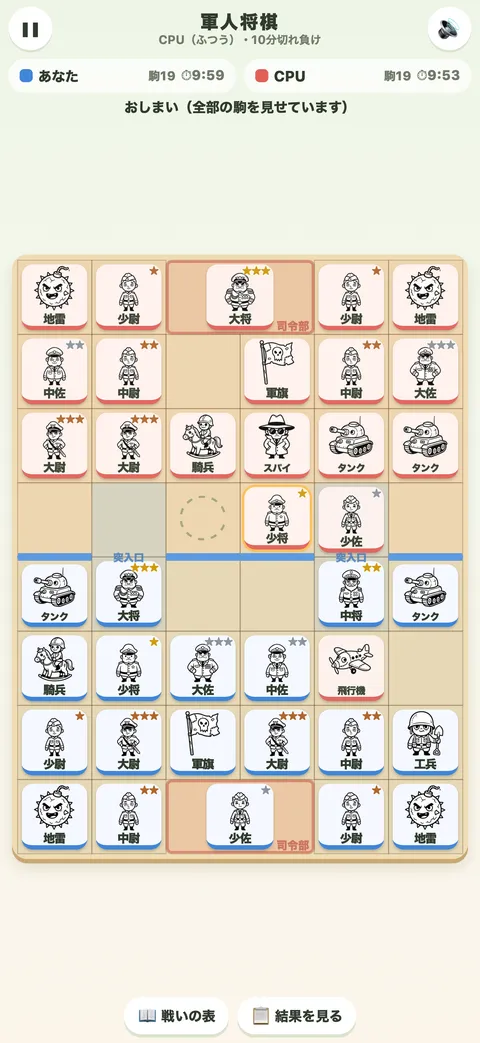 軍人将棋
CPU（ふつう）・10分切れ負け
あなた 駒19 ⏱9:59
CPU 駒19 ⏱9:53
おしまい（全部の駒を見せています）
地雷 少尉 大将 司令部 少尉 地雷
中佐 中尉 軍旗 中尉 大佐
大尉 大尉 騎兵 スパイ タンク タンク
少将 少佐
突入口 突入口
タンク 大将 中将 タンク
騎兵 少将 大佐 中佐 飛行機
少尉 大尉 軍旗 大尉 中尉 工兵
地雷 中尉 少佐 司令部 少尉 地雷
戦いの表 結果を見る